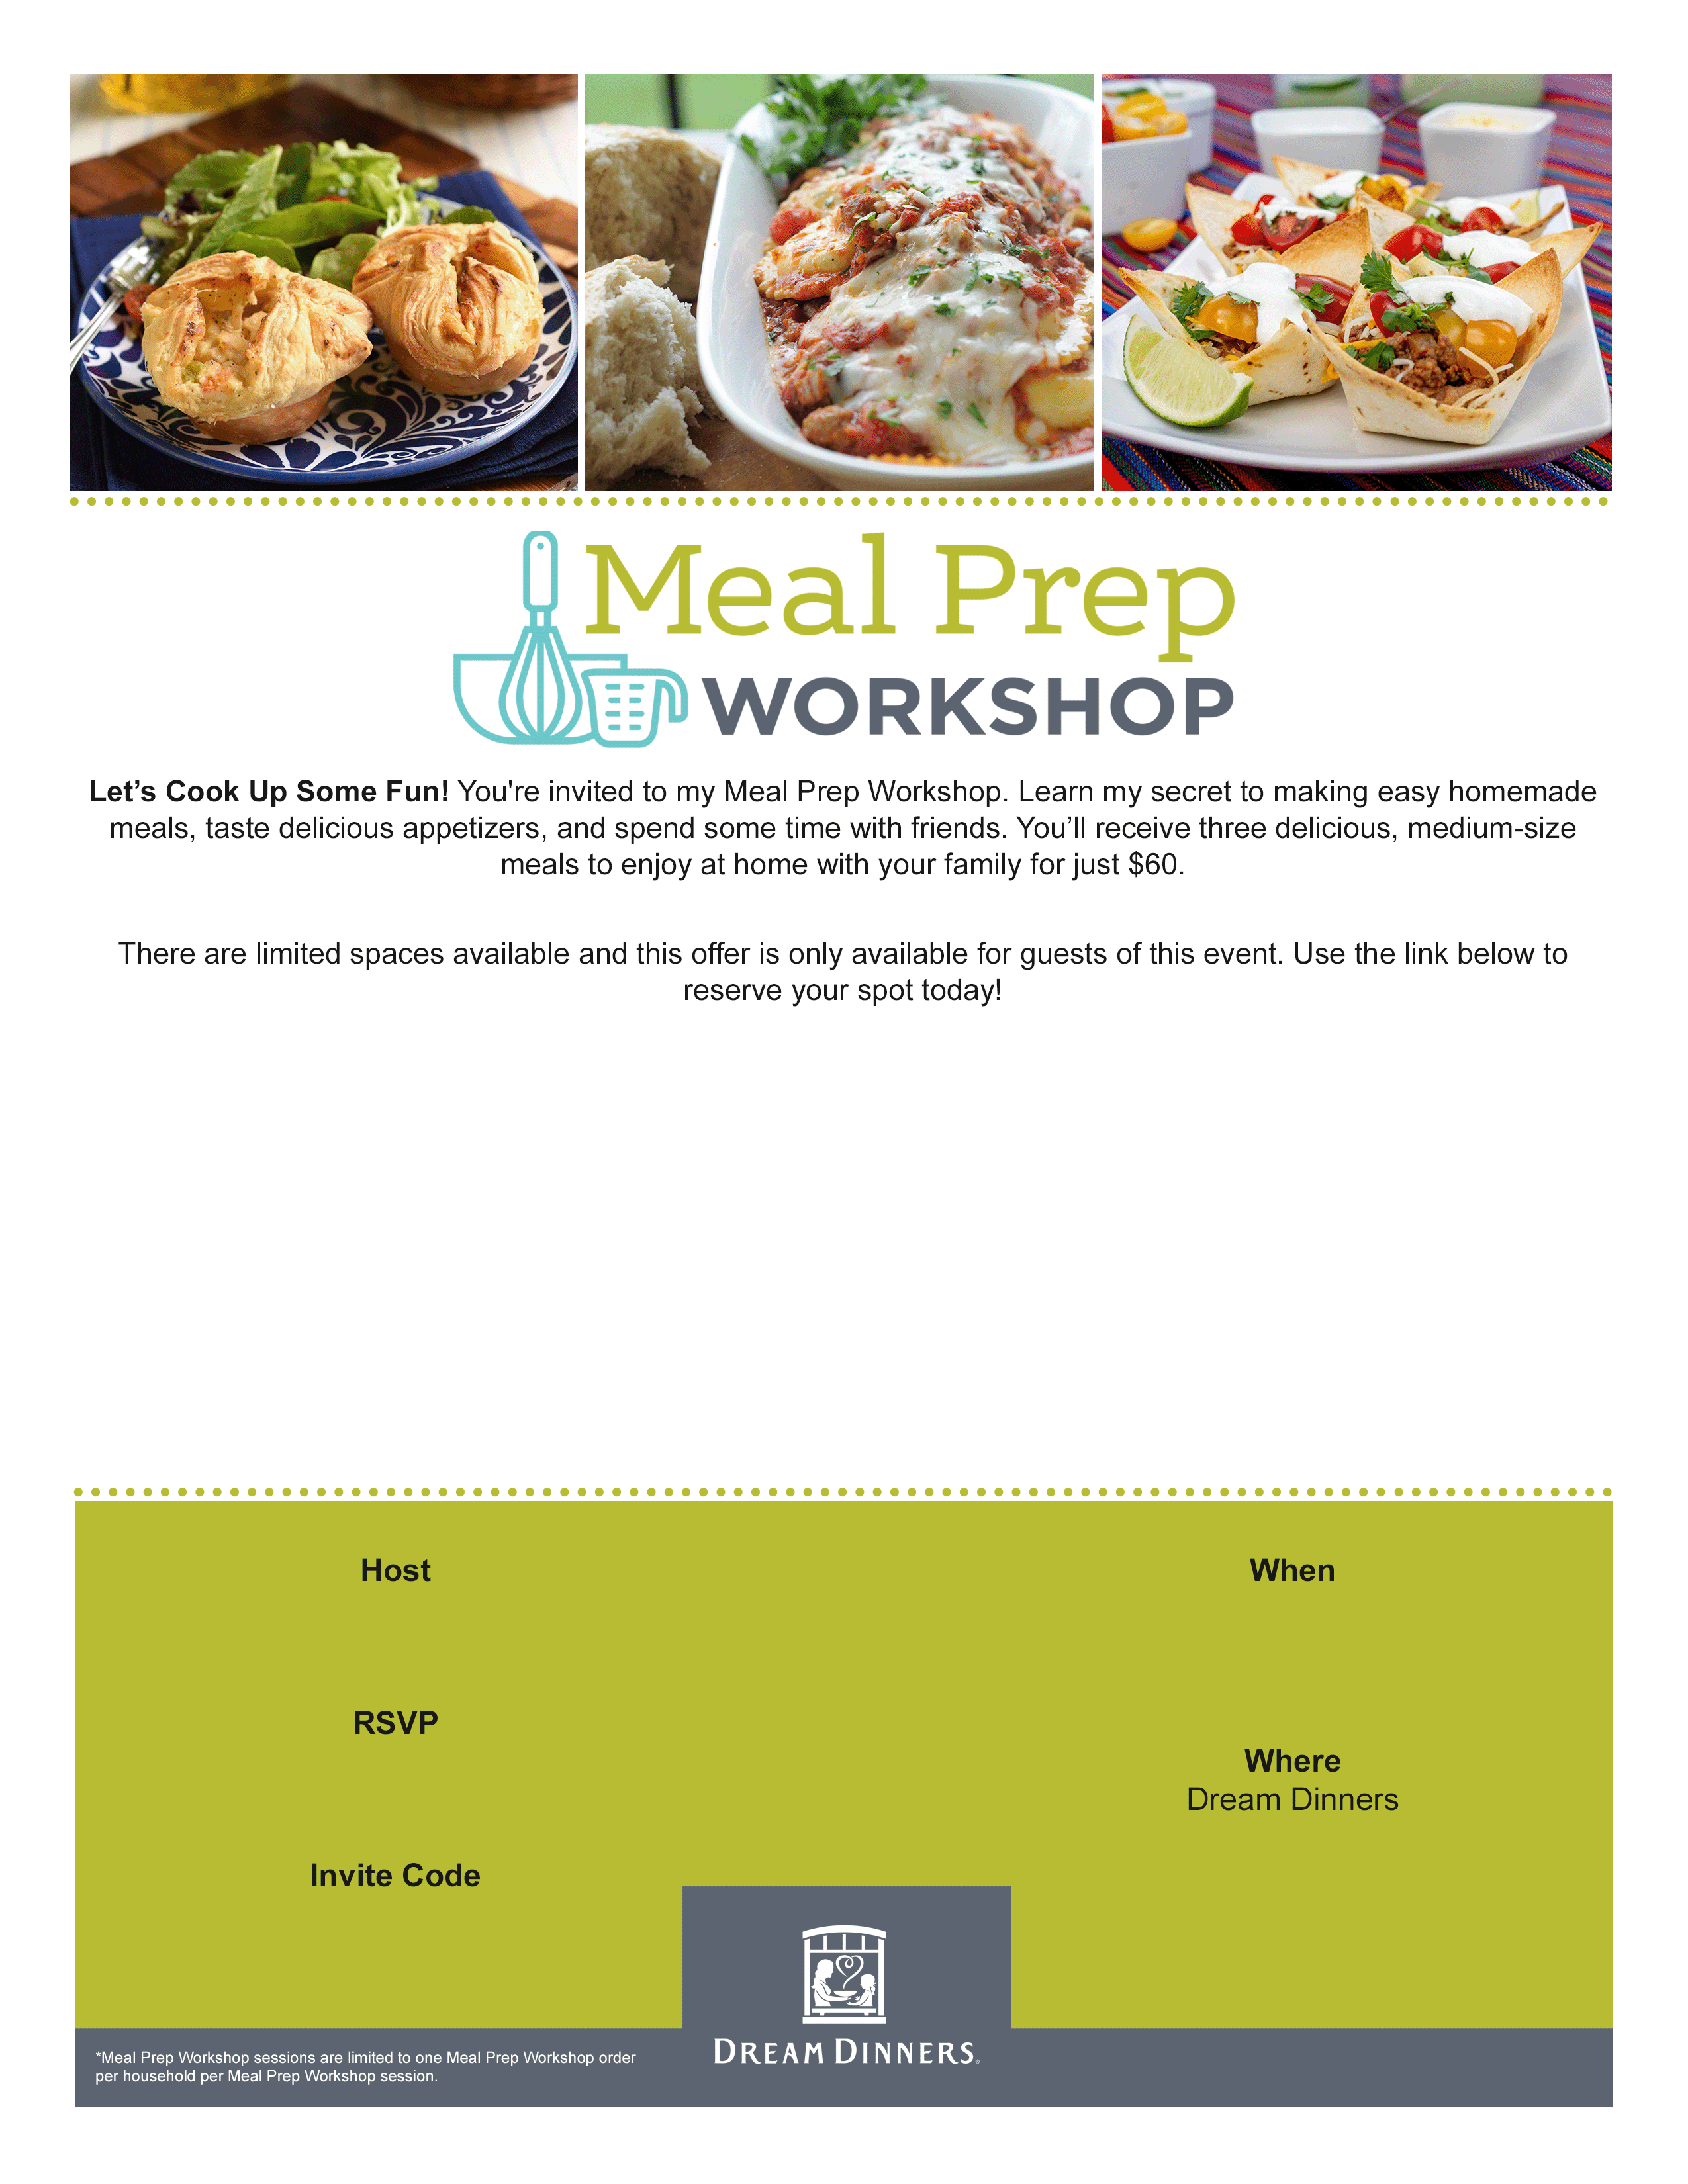 Meal Prep
WORKSHOP
Let’s Cook Up Some Fun! You're invited to my Meal Prep Workshop. Learn my secret to making easy homemade
meals, taste delicious appetizers, and spend some time with friends. You’ll receive three delicious, medium-size
meals to enjoy at home with your family for just $60.
There are limited spaces available and this offer is only available for guests of this event. Use the link below to
reserve your spot today!
Host
RSVP
Invite Code
When
Where
Dream Dinners
DREAM DINNERS®
*Meal Prep Workshop sessions are limited to one Meal Prep Workshop order
per household per Meal Prep Workshop session.